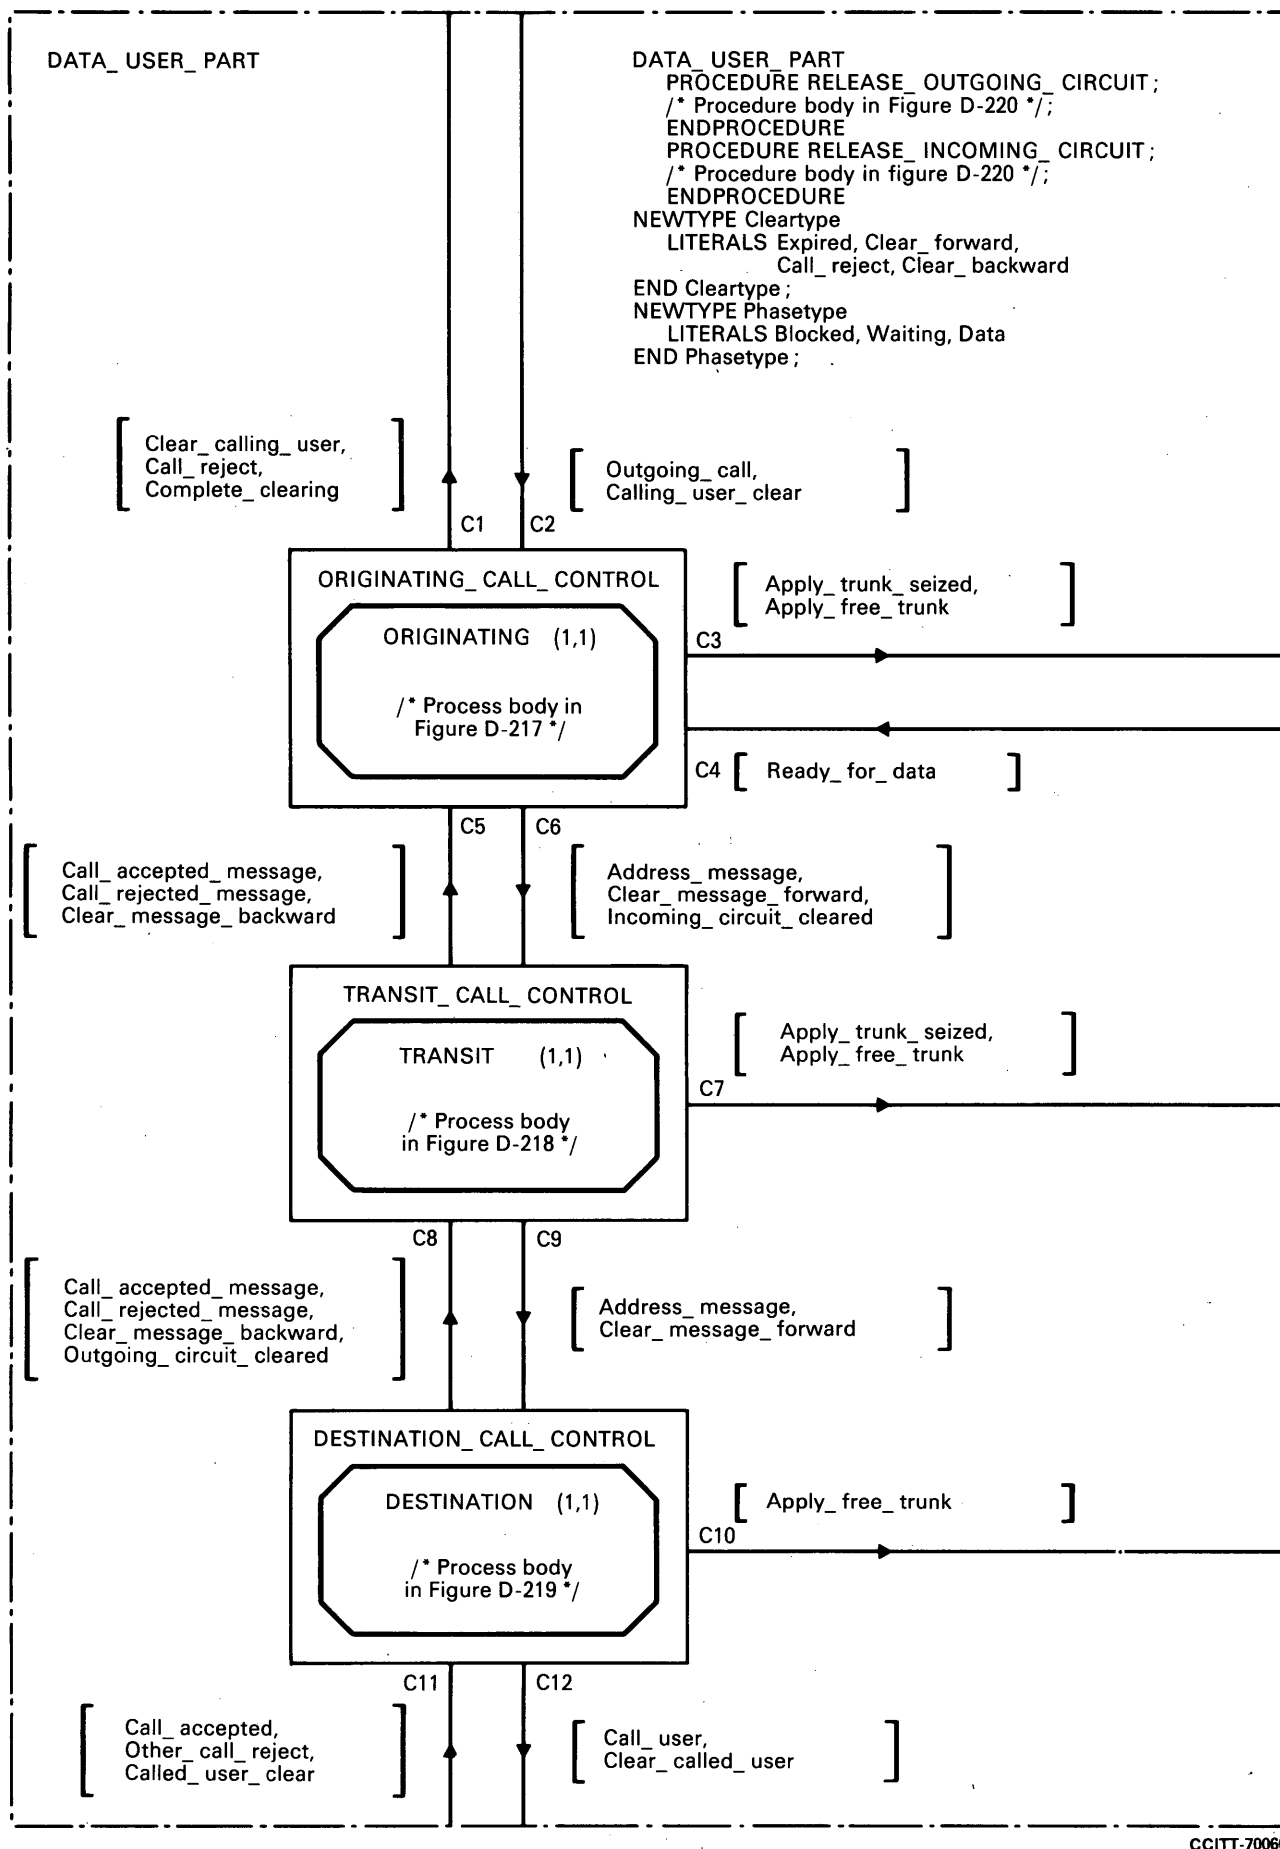 DATA_ USER_ PART
DATA_ USER_ PART
PROCEDURE RELEASE_ OUTGOING_ CIRCUIT ;
/* Procedure body in Figure D-220 */ ;
ENDPROCEDURE
PROCEDURE RELEASE_ INCOMING_ CIRCUIT ;
/* Procedure body in figure D-220 */ ;
ENDPROCEDURE
NEWTYPE Cleartype
LITERALS Expired, Clear_ forward,
Call_ reject, Clear_ backward
END Cleartype ;
NEWTYPE Phasetype
LITERALS Blocked, Waiting, Data
END Phasetype ;
Clear_ calling_ user,
Call_ reject,
Complete_ clearing
Outgoing_ call,
Calling_ user_ clear
C1
C2
ORIGINATING_ CALL_ CONTROL
ORIGINATING (1,1)
/* Process body in
Figure D-217 */
Apply_ trunk_ seized,
Apply_ free_ trunk
C3
C4
Ready_ for_ data
C5
C6
Call_ accepted_ message,
Call_ rejected_ message,
Clear_ message_ backward
Address_ message,
Clear_ message_ forward,
Incoming_ circuit_ cleared
TRANSIT_ CALL_ CONTROL
TRANSIT (1,1)
/* Process body
in Figure D-218 */
Apply_ trunk_ seized,
Apply_ free_ trunk
C7
C8
C9
Call_ accepted_ message,
Call_ rejected_ message,
Clear_ message_ backward,
Outgoing_ circuit_ cleared
Address_ message,
Clear_ message_ forward
DESTINATION_ CALL_ CONTROL
DESTINATION (1,1)
/* Process body
in Figure D-219 */
Apply_ free_ trunk
C10
C11
C12
Call_ accepted,
Other_ call_ reject,
Called_ user_ clear
Call_ user,
Clear_ called_ user